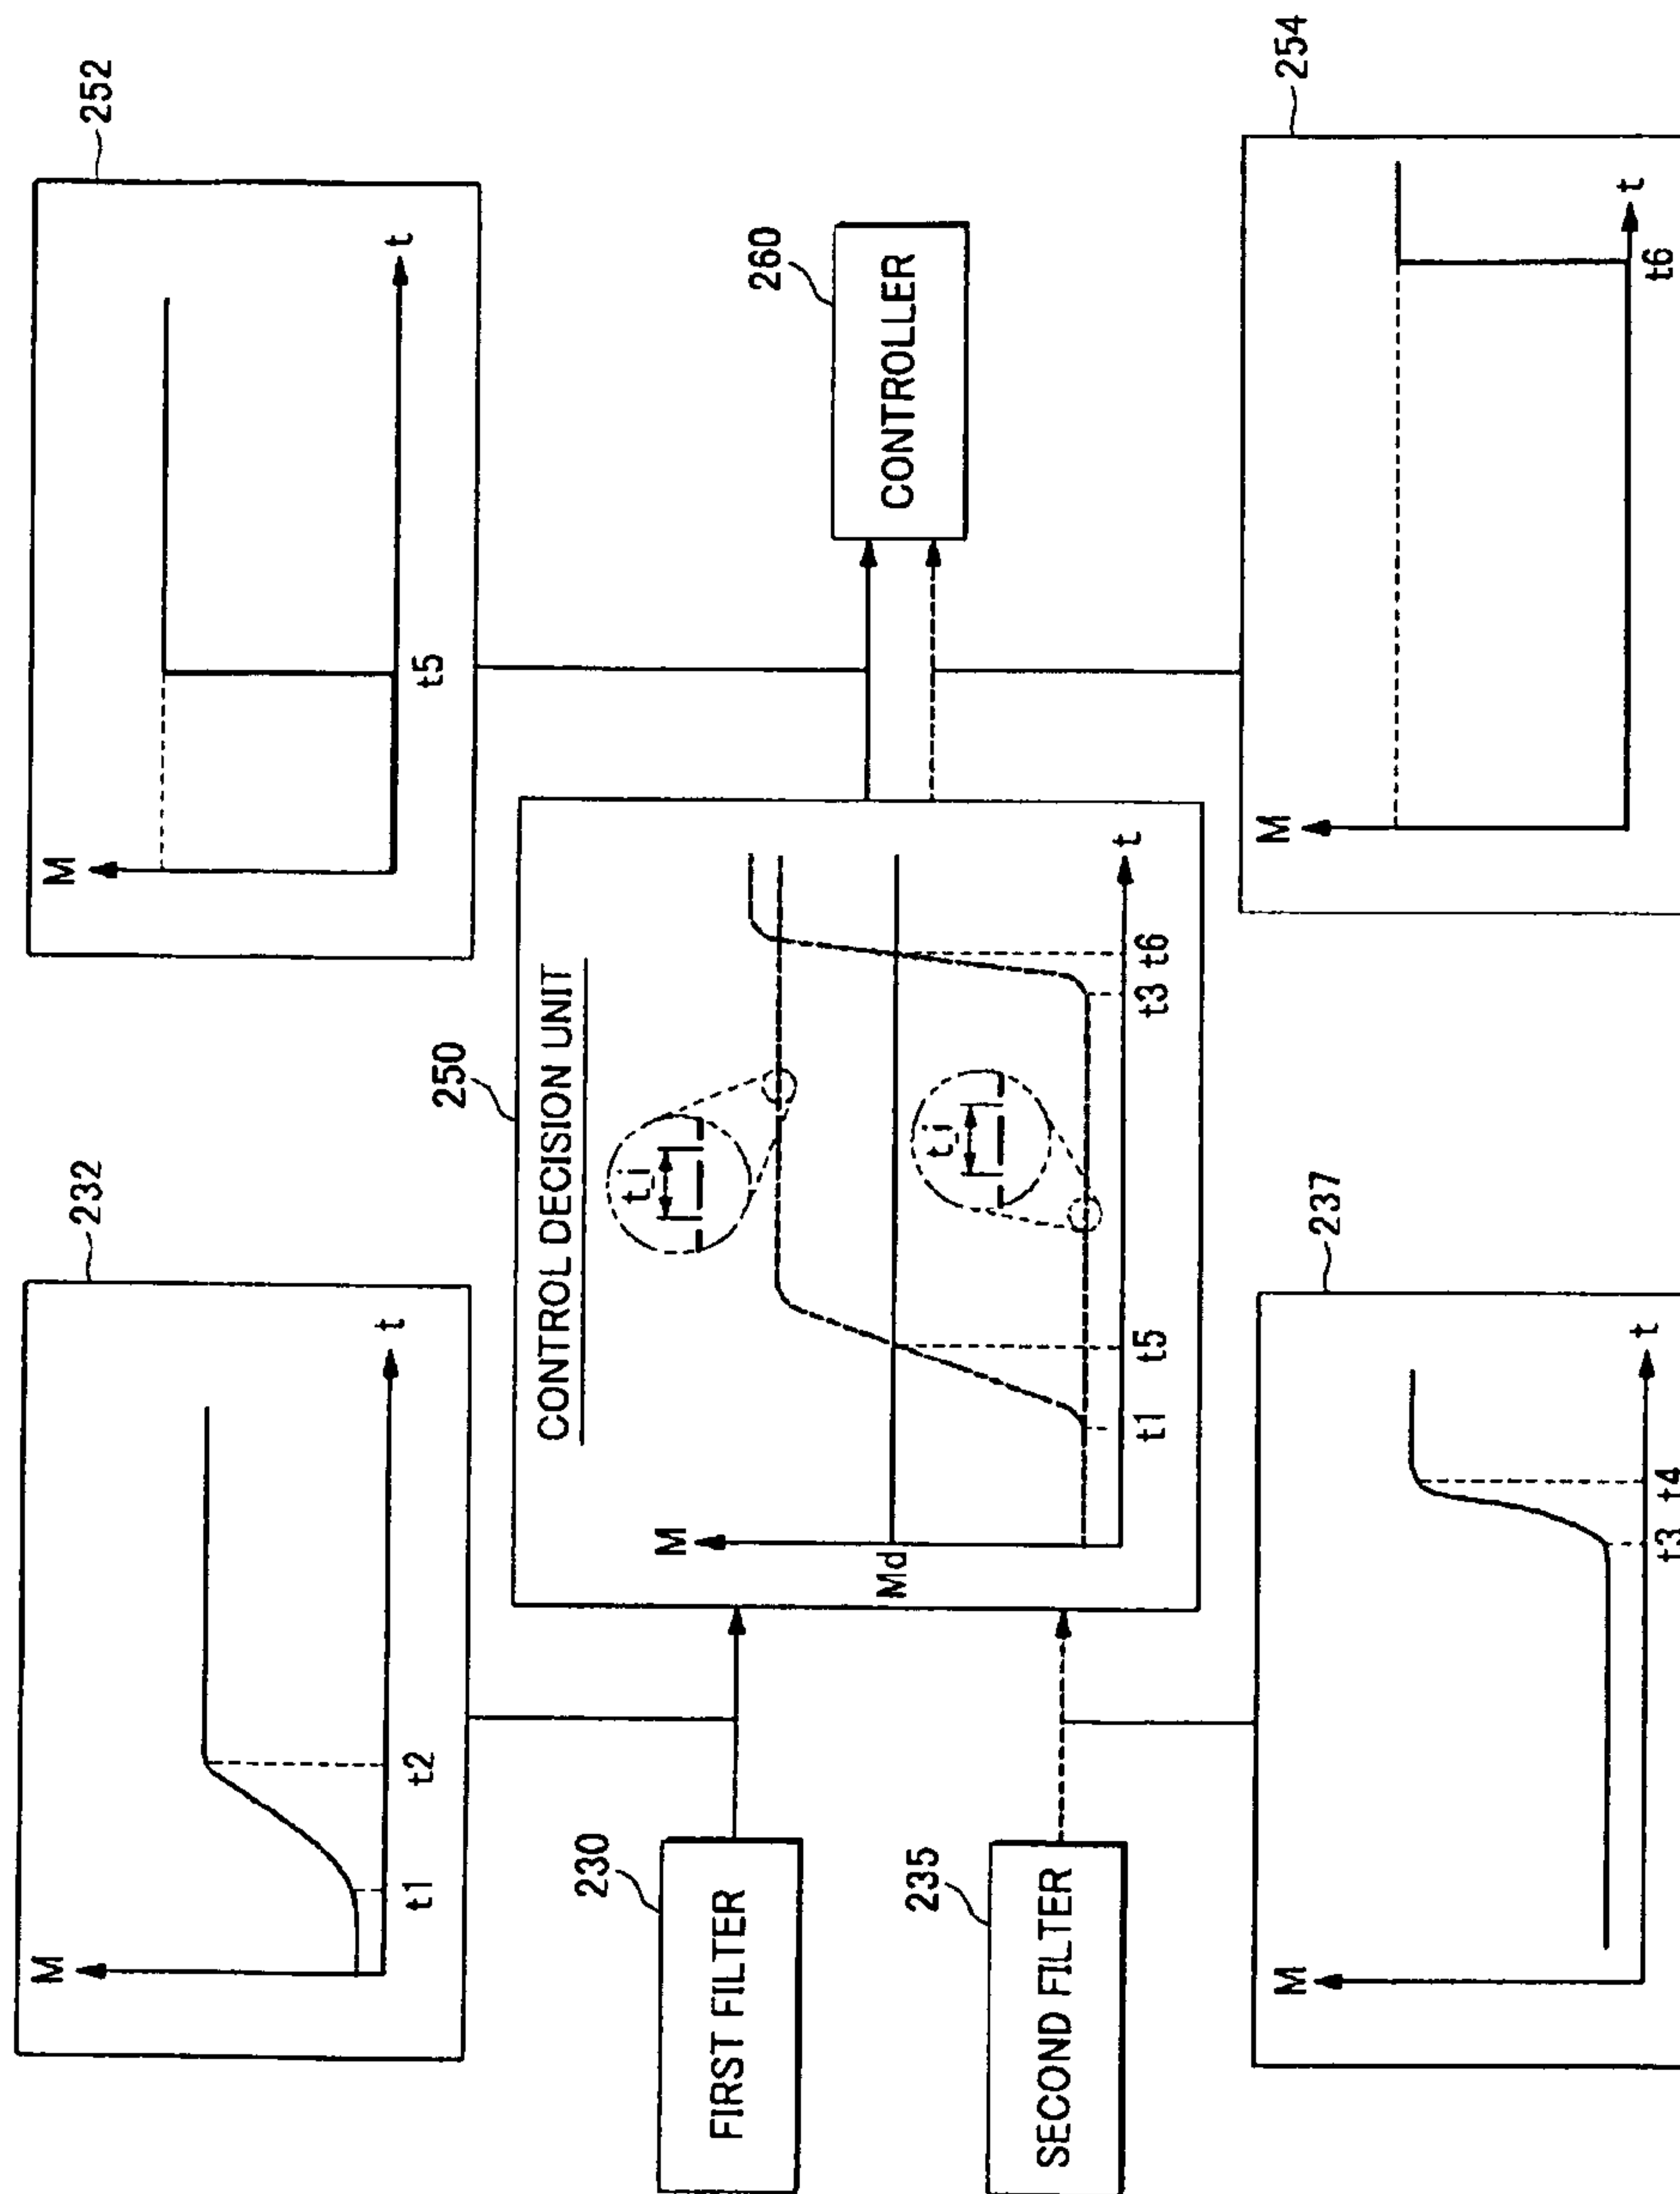 232
M
t
t1
t2
252
M
t
t5
230
FIRST FILTER
235
SECOND FILTER
250
CONTROL DECISION UNIT
M
Md
ti
ti
t
t1
t5
t3
t6
260
CONTROLLER
237
M
t
t3
t4
254
M
t
t6